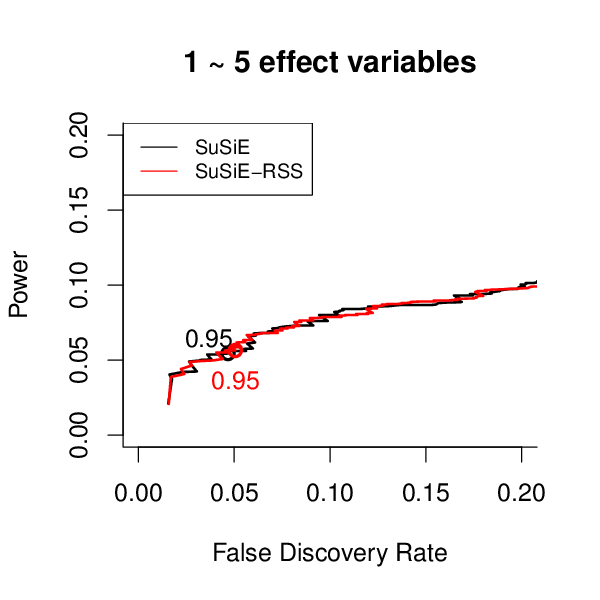 1 ~ 5 effect variables
SuSiE
SuSiE−RSS
Power
0.20
0.15
0.10
0.05
0.00
0.95
0.95
0.00 0.05 0.10 0.15 0.20
False Discovery Rate